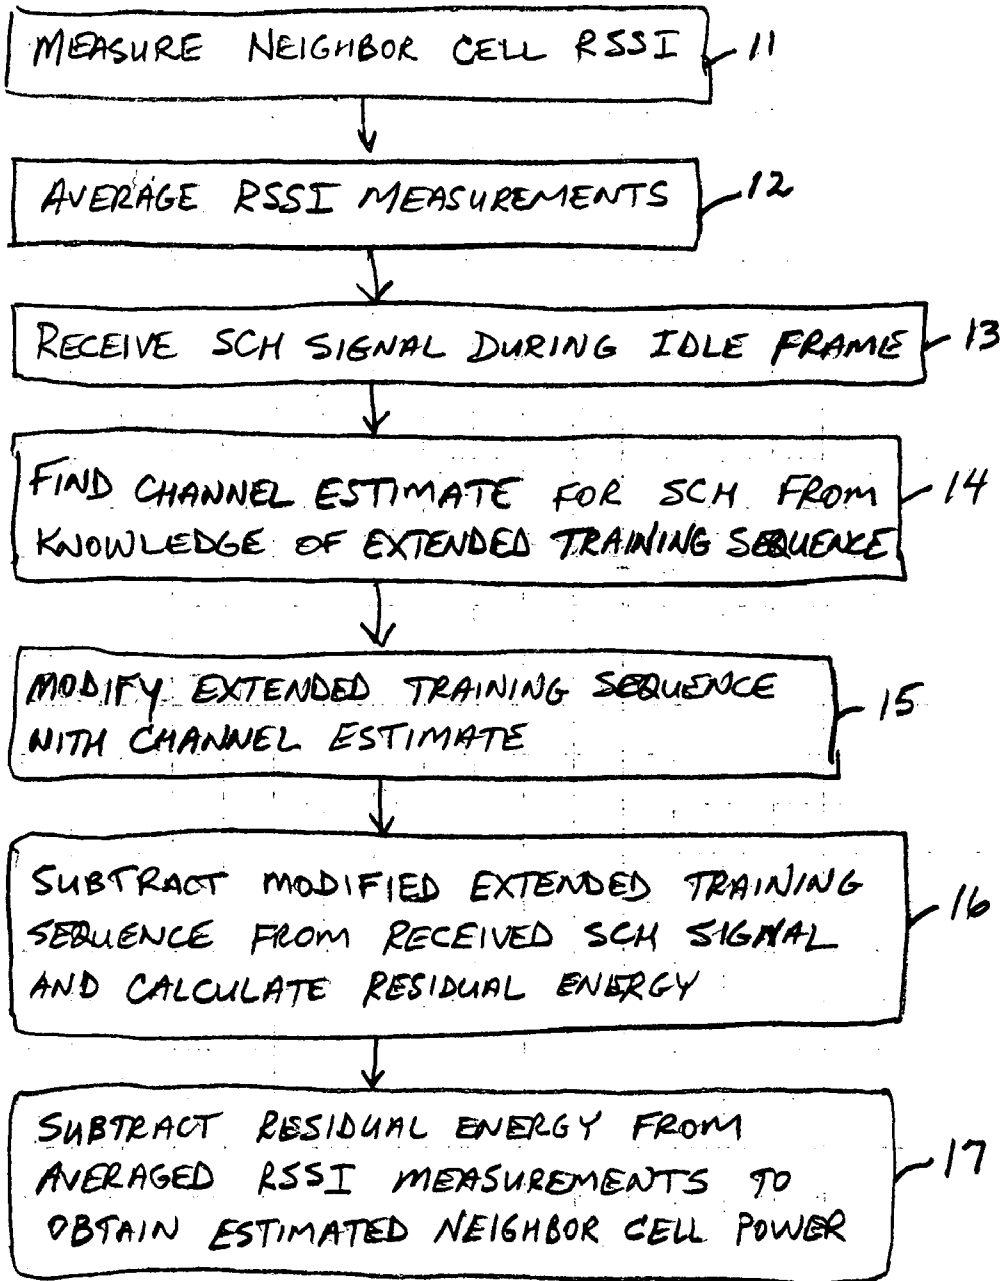 MEASURE NEIGHBOR CELL RSSI 11
AVERAGE RSSI MEASUREMENTS 12
RECEIVE SCH SIGNAL DURING IDLE FRAME 13
FIND CHANNEL ESTIMATE FOR SCH FROM 14
KNOWLEDGE OF EXTENDED TRAINING SEQUENCE
MODIFY EXTENDED TRAINING SEQUENCE 15
WITH CHANNEL ESTIMATE
SUBTRACT MODIFIED EXTENDED TRAINING
SEQUENCE FROM RECEIVED SCH SIGNAL 16
AND CALCULATE RESIDUAL ENERGY
SUBTRACT RESIDUAL ENERGY FROM
AVERAGED RSSI MEASUREMENTS TO 17
OBTAIN ESTIMATED NEIGHBOR CELL POWER